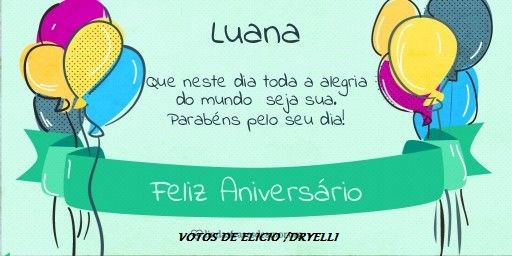 Luana
Que neste dia toda a alegria
do mundo seja sua.
Parabéns pelo seu dia!
Feliz Aniversário
VOTOS DE ELICIO /DRYELLI